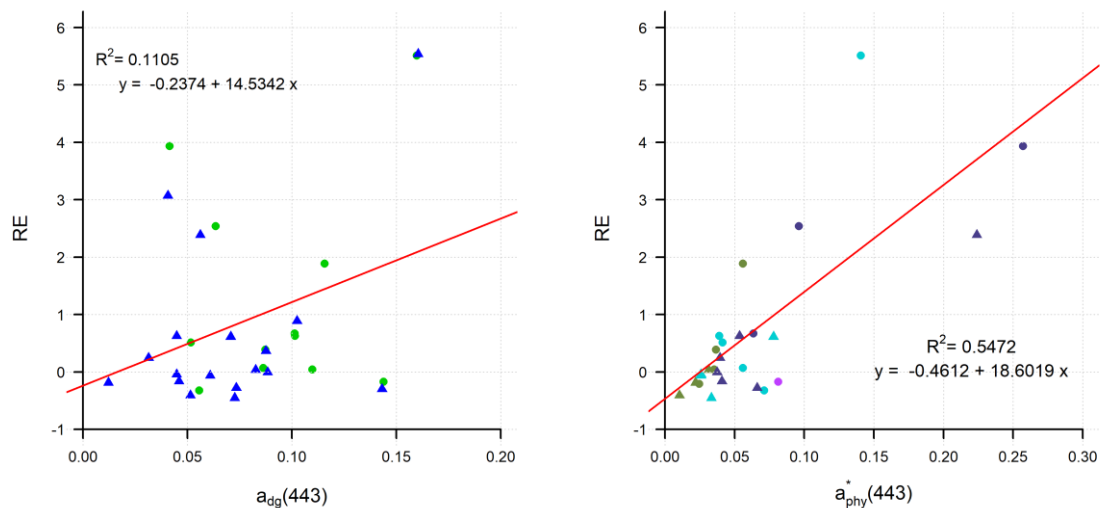 R2= 0.1105
y = -0.2374 + 14.5342 x
6
5
4
3
2
1
0
-1
RE
0.00 0.05 0.10 0.15 0.20
adg(443)
6
5
4
3
2
1
0
-1
RE
R2= 0.5472
y = -0.4612 + 18.6019 x
0.00 0.05 0.10 0.15 0.20 0.25 0.30
a*phy(443)